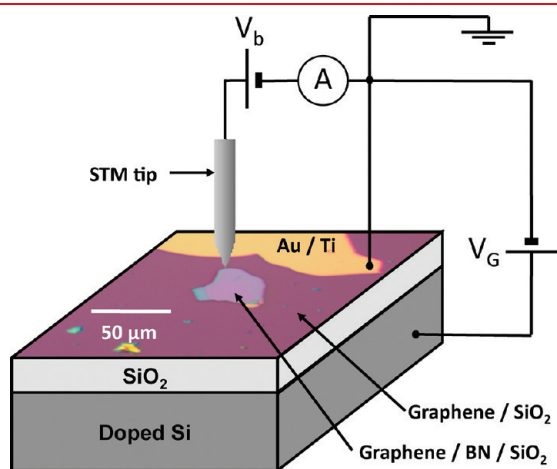 V_b
A
STM tip
Au / Ti
V_G
50 μm
SiO₂
Graphene / SiO₂
Doped Si
Graphene / BN / SiO₂